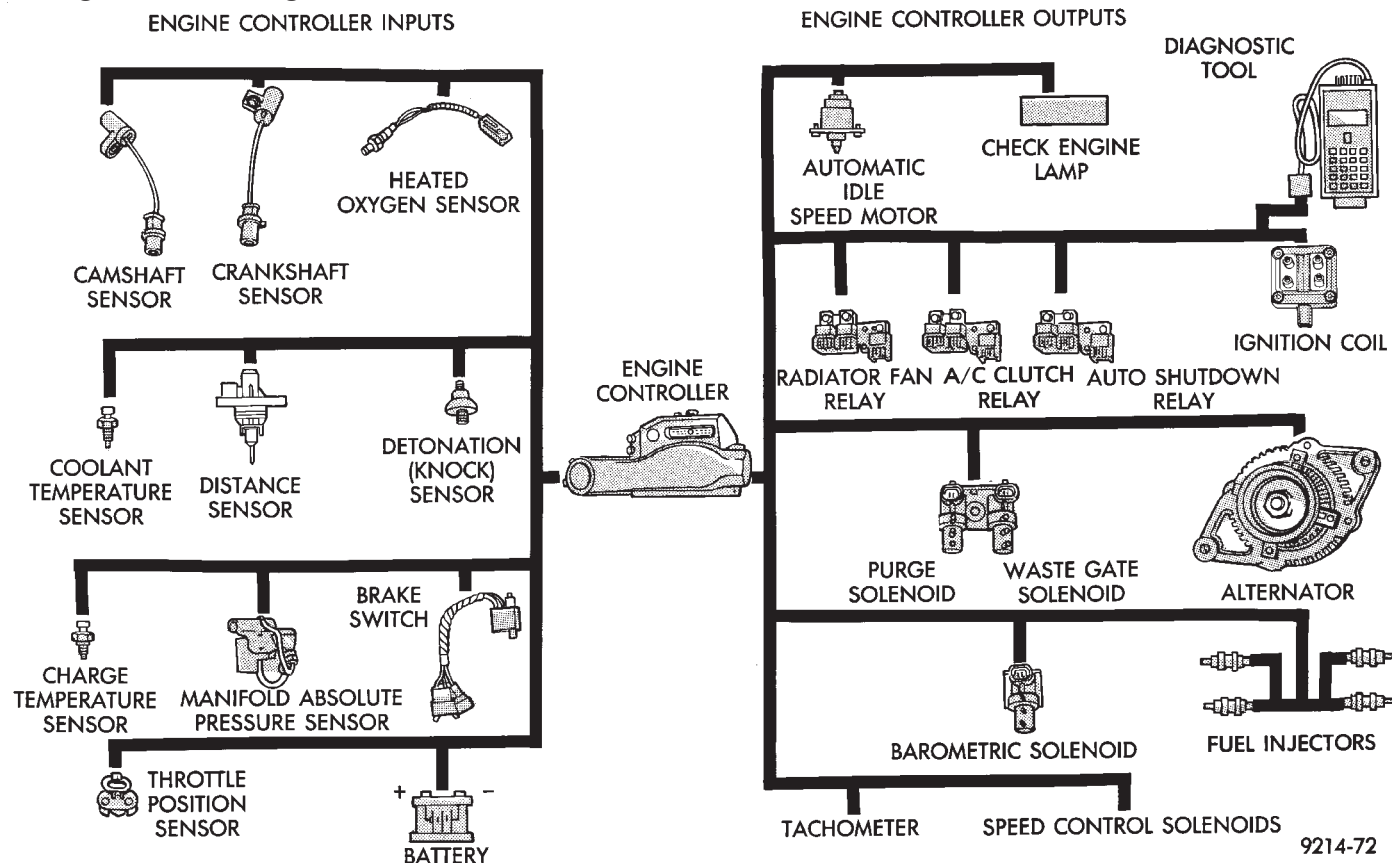 ENGINE CONTROLLER INPUTS
CAMSHAFT
SENSOR
CRANKSHAFT
SENSOR
HEATED
OXYGEN SENSOR
COOLANT
TEMPERATURE
SENSOR
DISTANCE
SENSOR
DETONATION
(KNOCK)
SENSOR
CHARGE
TEMPERATURE
SENSOR
MANIFOLD ABSOLUTE
PRESSURE SENSOR
BRAKE
SWITCH
THROTTLE
POSITION
SENSOR
+ −
BATTERY
ENGINE
CONTROLLER
ENGINE CONTROLLER OUTPUTS
AUTOMATIC
IDLE
SPEED MOTOR
CHECK ENGINE
LAMP
DIAGNOSTIC
TOOL
RADIATOR FAN
RELAY
A/C CLUTCH
RELAY
AUTO SHUTDOWN
RELAY
IGNITION COIL
PURGE
SOLENOID
WASTE GATE
SOLENOID
ALTERNATOR
BAROMETRIC SOLENOID
FUEL INJECTORS
TACHOMETER
SPEED CONTROL SOLENOIDS
9214-72